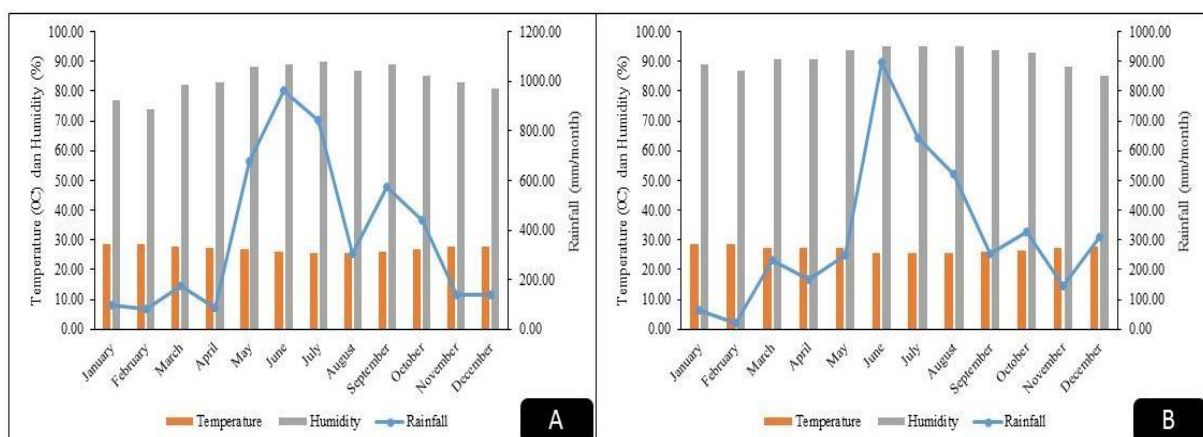 100.00
90.00
80.00
70.00
60.00
50.00
40.00
30.00
20.00
10.00
0.00
Temperature (OC) dan Humidity (%)
1200.00
1000.00
800.00
600.00
400.00
200.00
0.00
Rainfall (mm/month)
January
February
March
April
May
June
July
August
September
October
November
December
Temperature Humidity Rainfall
A
100.00
90.00
80.00
70.00
60.00
50.00
40.00
30.00
20.00
10.00
0.00
Temperature (OC) dan Humidity (%)
1000.00
900.00
800.00
700.00
600.00
500.00
400.00
300.00
200.00
100.00
0.00
Rainfall (mm/month)
January
February
March
April
May
June
July
August
September
October
November
December
Temperature Humidity Rainfall
B